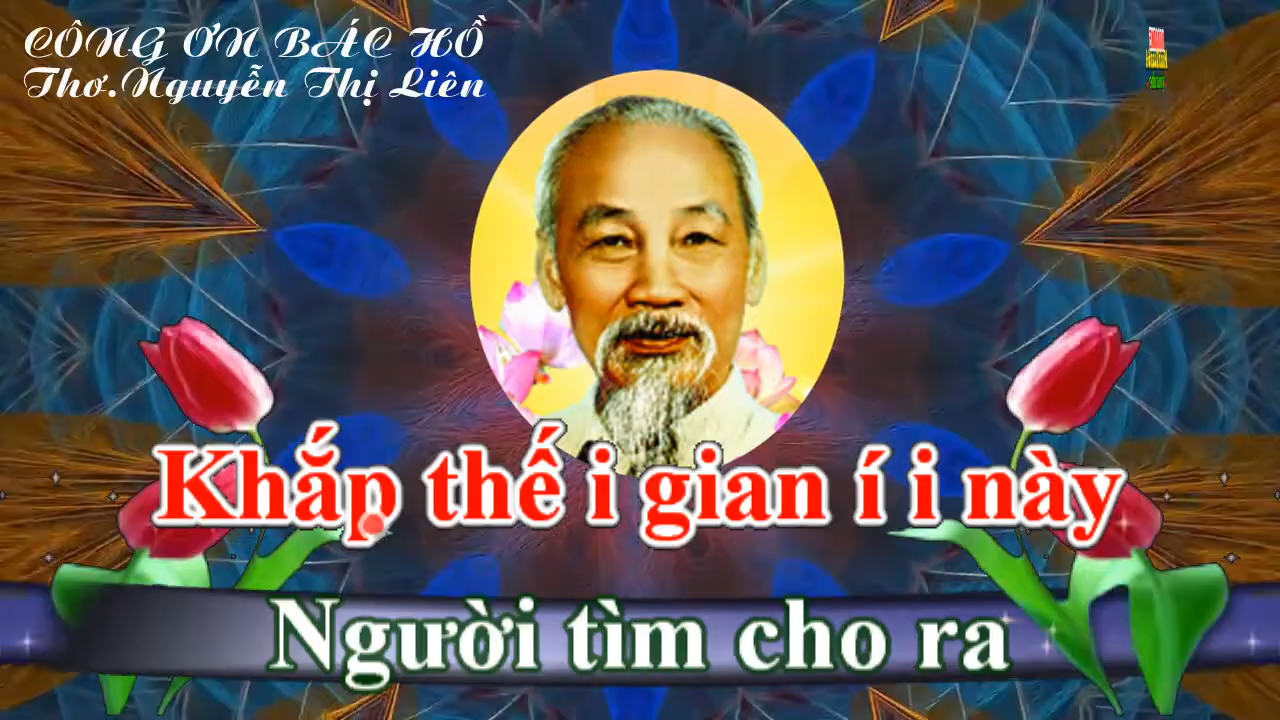 CÔNG ƠN BÁC HỒ
Thơ.Nguyễn Thị Liên
Khắp thế i gian í i này
Người tìm cho ra